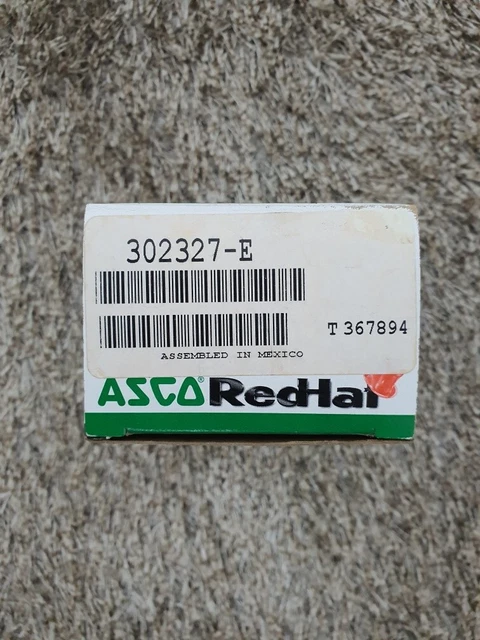 302327-E
T 367894
ASSEMBLED IN MEXICO
ASCO® RedHat